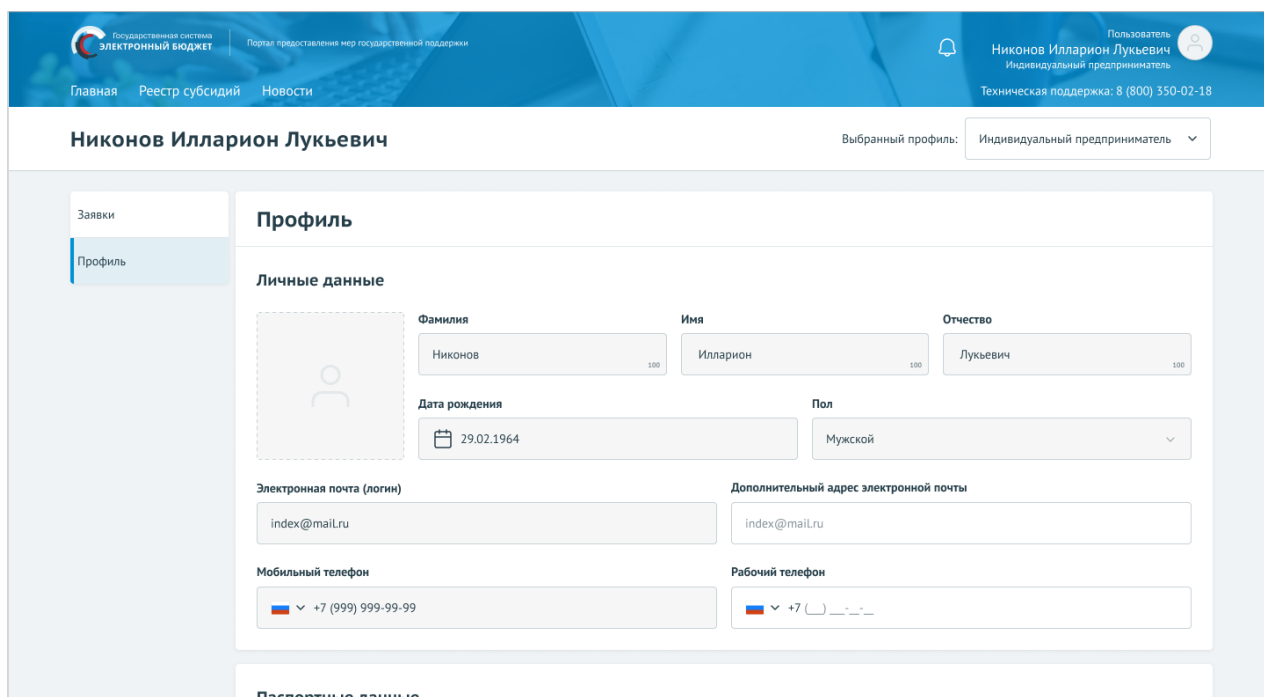 Государственная система
ЭЛЕКТРОННЫЙ БЮДЖЕТ
Портал предоставления мер государственной поддержки
Пользователь
Никонов Илларион Лукьевич
Индивидуальный предприниматель
Главная Реестр субсидий Новости
Техническая поддержка: 8 (800) 350-02-18
Никонов Илларион Лукьевич
Выбранный профиль: Индивидуальный предприниматель
Заявки
Профиль
Профиль
Личные данные
Фамилия Имя Отчество
Никонов 100 Илларион 100 Лукьевич 100
Дата рождения Пол
29.02.1964 Мужской
Электронная почта (логин) Дополнительный адрес электронной почты
index@mail.ru index@mail.ru
Мобильный телефон Рабочий телефон
+7 (999) 999-99-99 +7 (__) ___-__-__
Паспортные данные